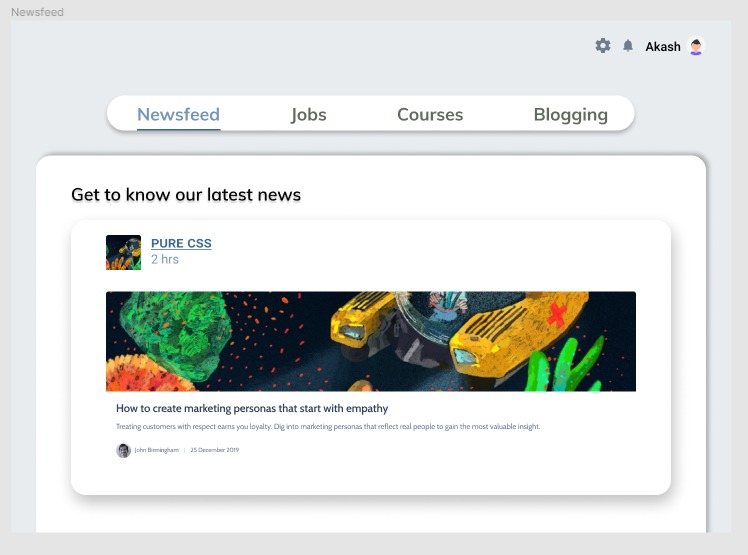 Newsfeed
Akash
Newsfeed Jobs Courses Blogging
Get to know our latest news
PURE CSS
2 hrs
How to create marketing personas that start with empathy
Treating customers with respect earns you loyalty. Dig into marketing personas that reflect real people to gain the most valuable insight.
John Birmingham | 25 December 2019